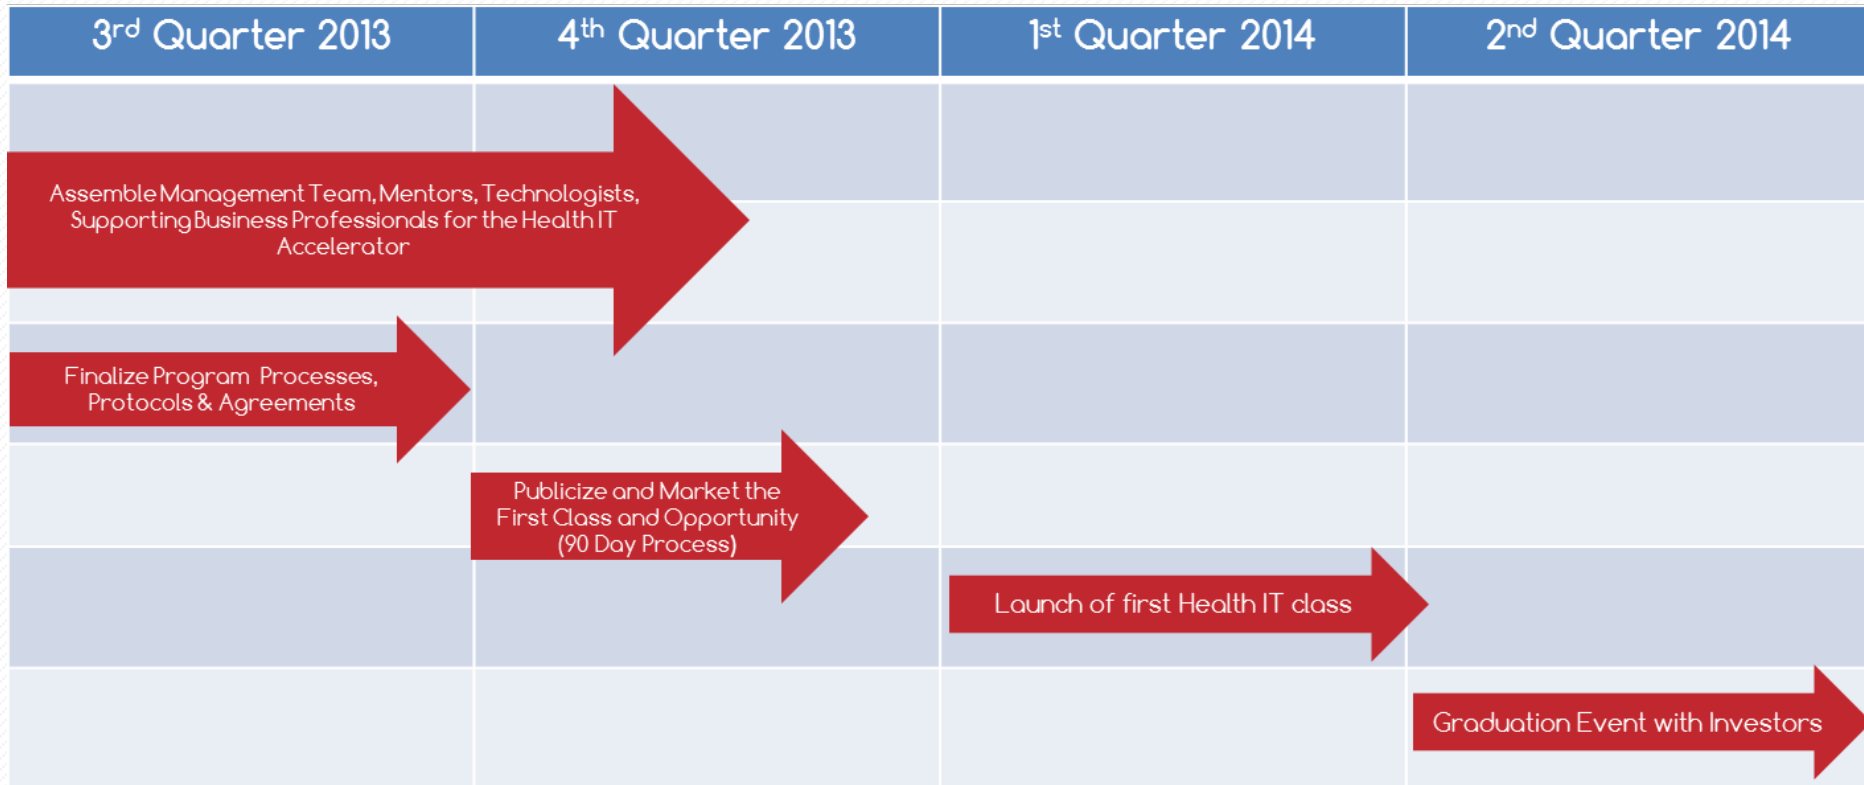 3rd Quarter 2013
4th Quarter 2013
1st Quarter 2014
2nd Quarter 2014
Assemble Management Team, Mentors, Technologists,
Supporting Business Professionals for the Health IT
Accelerator
Finalize Program Processes,
Protocols & Agreements
Publicize and Market the
First Class and Opportunity
(90 Day Process)
Launch of first Health IT class
Graduation Event with Investors